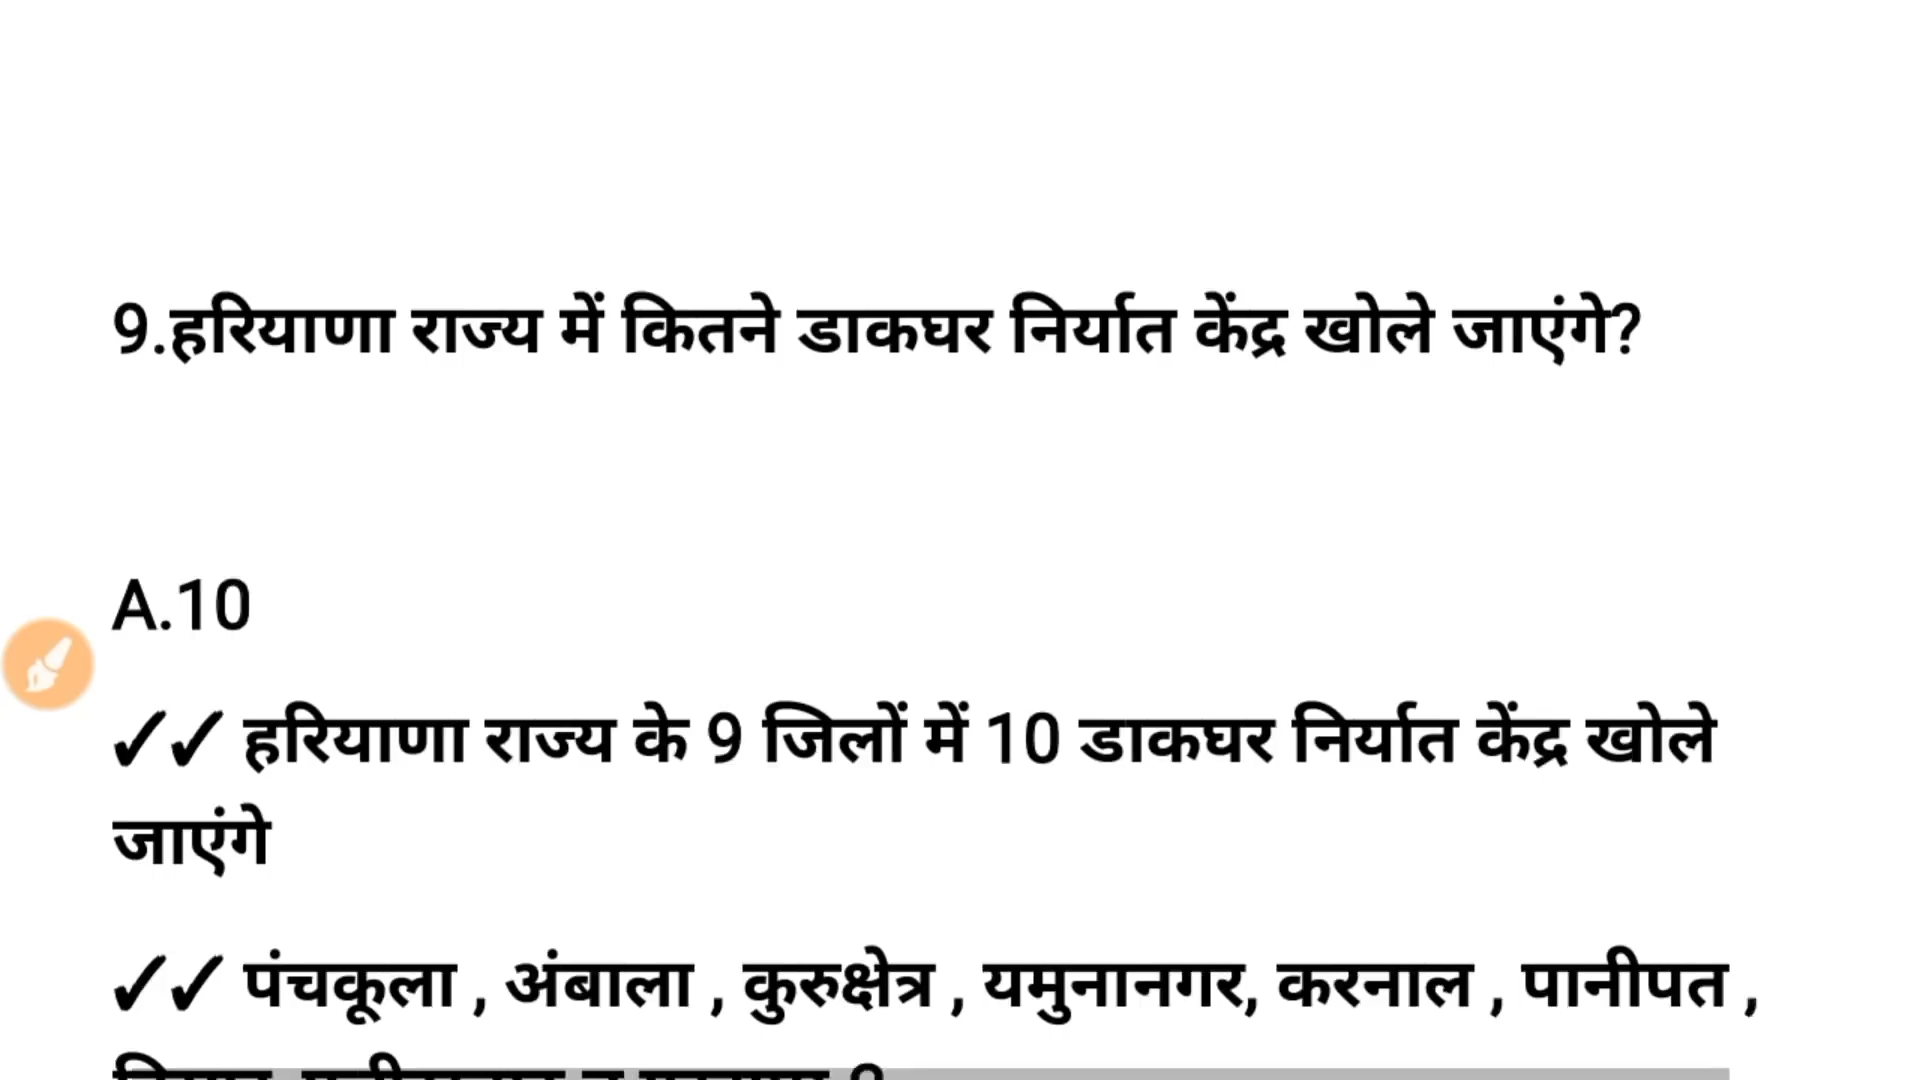 9.हरियाणा राज्य में कितने डाकघर निर्यात केंद्र खोले जाएंगे?
A.10
✓✓ हरियाणा राज्य के 9 जिलों में 10 डाकघर निर्यात केंद्र खोले
जाएंगे
✓✓ पंचकूला , अंबाला , कुरुक्षेत्र , यमुनानगर, करनाल , पानीपत ,